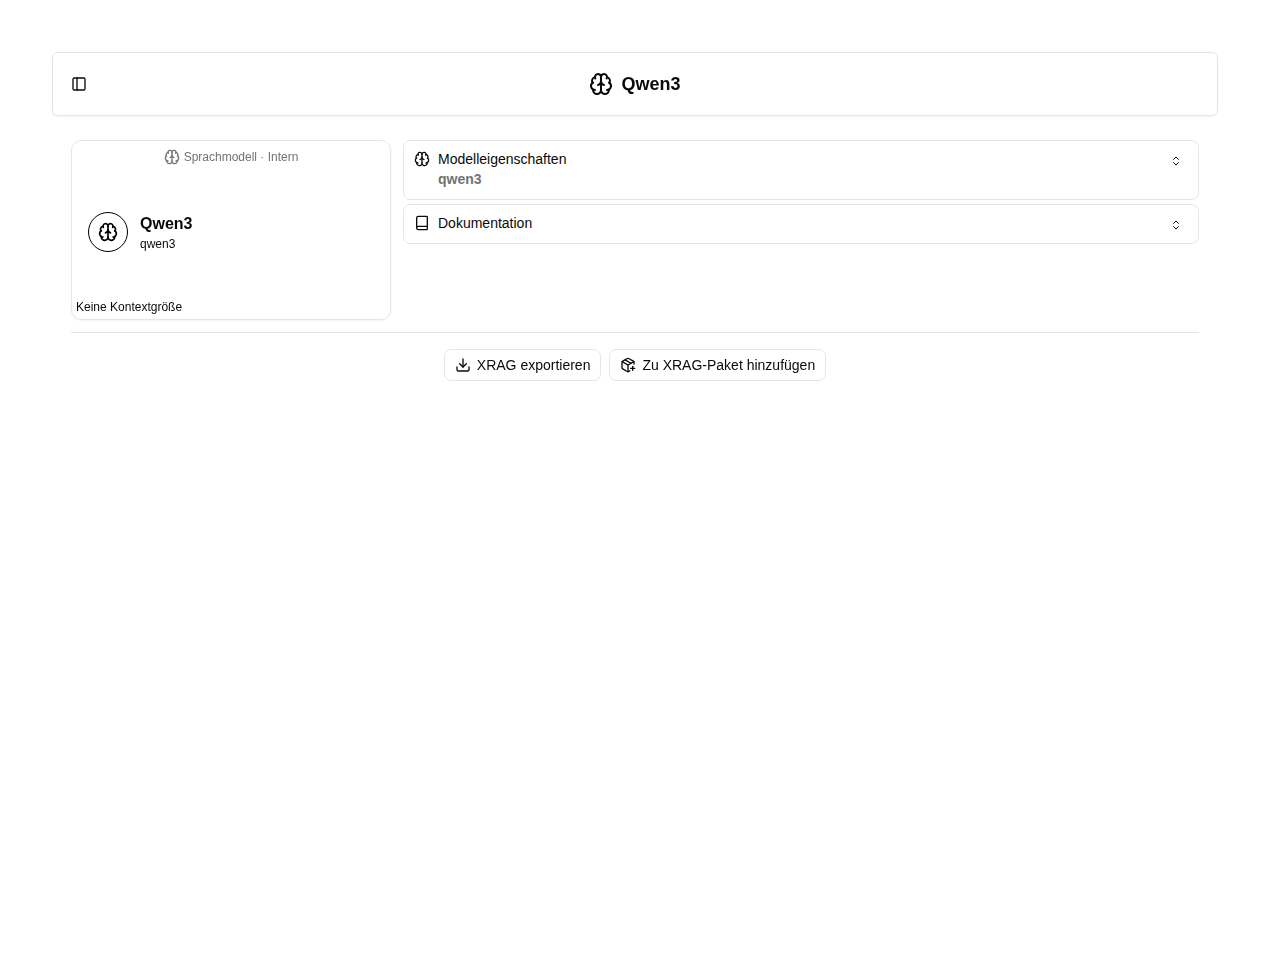 Qwen3
Sprachmodell · Intern
Qwen3
qwen3
Keine Kontextgröße
Modelleigenschaften
qwen3
Dokumentation
XRAG exportieren
Zu XRAG-Paket hinzufügen